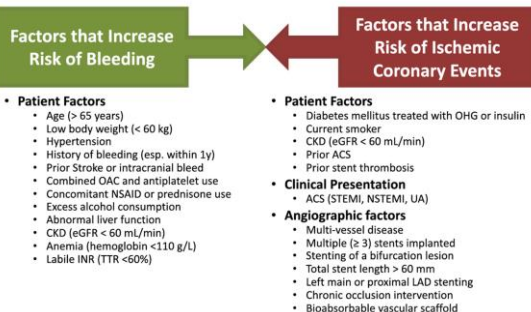 Factors that Increase
Risk of Bleeding
• Patient Factors
• Age (> 65 years)
• Low body weight (< 60 kg)
• Hypertension
• History of bleeding (esp. within 1y)
• Prior Stroke or intracranial bleed
• Combined OAC and antiplatelet use
• Concomitant NSAID or prednisone use
• Excess alcohol consumption
• Abnormal liver function
• CKD (eGFR < 60 mL/min)
• Anemia (hemoglobin <110 g/L)
• Labile INR (TTR <60%)
Factors that Increase
Risk of Ischemic
Coronary Events
• Patient Factors
• Diabetes mellitus treated with OHG or insulin
• Current smoker
• CKD (eGFR < 60 mL/min)
• Prior ACS
• Prior stent thrombosis
• Clinical Presentation
• ACS (STEMI, NSTEMI, UA)
• Angiographic factors
• Multi-vessel disease
• Multiple (≥ 3) stents implanted
• Stenting of a bifurcation lesion
• Total stent length > 60 mm
• Left main or proximal LAD stenting
• Chronic occlusion intervention
• Bioabsorbable vascular scaffold